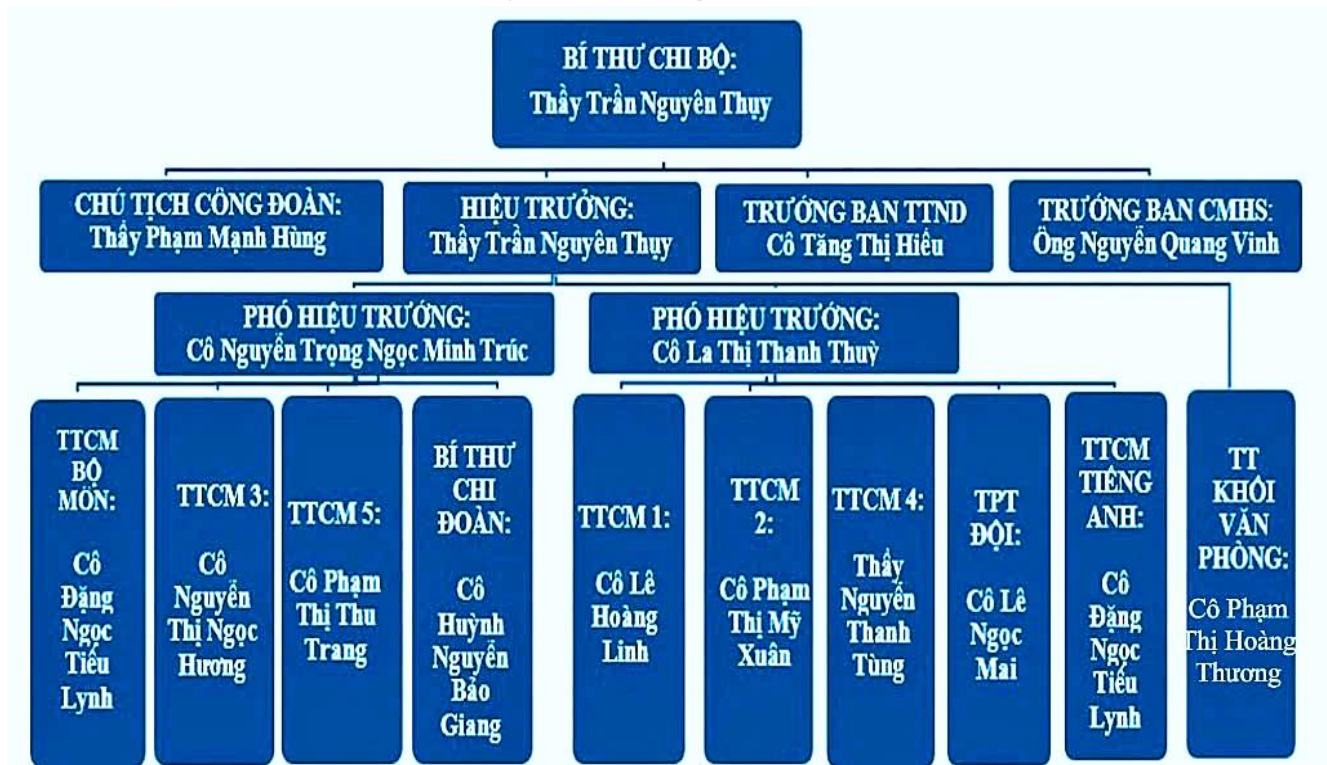 BÍ THƯ CHI BỘ:
Thầy Trần Nguyên Thụy
CHỦ TỊCH CÔNG ĐOÀN:
Thầy Phạm Mạnh Hùng
HIỆU TRƯỞNG:
Thầy Trần Nguyên Thụy
TRƯỞNG BAN TTND
Cô Tăng Thị Hiếu
TRƯỞNG BAN CMHS:
Ông Nguyễn Quang Vinh
PHÓ HIỆU TRƯỞNG:
Cô Nguyễn Trọng Ngọc Minh Trúc
PHÓ HIỆU TRƯỞNG:
Cô La Thị Thanh Thuỳ
TTCM
BỘ
MÔN:
Cô
Đặng
Ngọc
Tiểu
Lynh
TTCM 3:
Cô
Nguyễn
Thị Ngọc
Hương
TTCM 5:
Cô Phạm
Thị Thu
Trang
BÍ THƯ
CHI
ĐOÀN:
Cô
Huỳnh
Nguyễn
Bảo
Giang
TTCM 1:
Cô Lê
Hoàng
Linh
TTCM
2:
Cô Phạm
Thị Mỹ
Xuân
TTCM 4:
Thầy
Nguyễn
Thanh
Tùng
TPT
ĐỘI:
Cô Lê
Ngọc
Mai
TTCM
TIẾNG
ANH:
Cô
Đặng
Ngọc
Tiểu
Lynh
TT
KHỐI
VĂN
PHÒNG:
Cô Phạm
Thị Hoàng
Thương